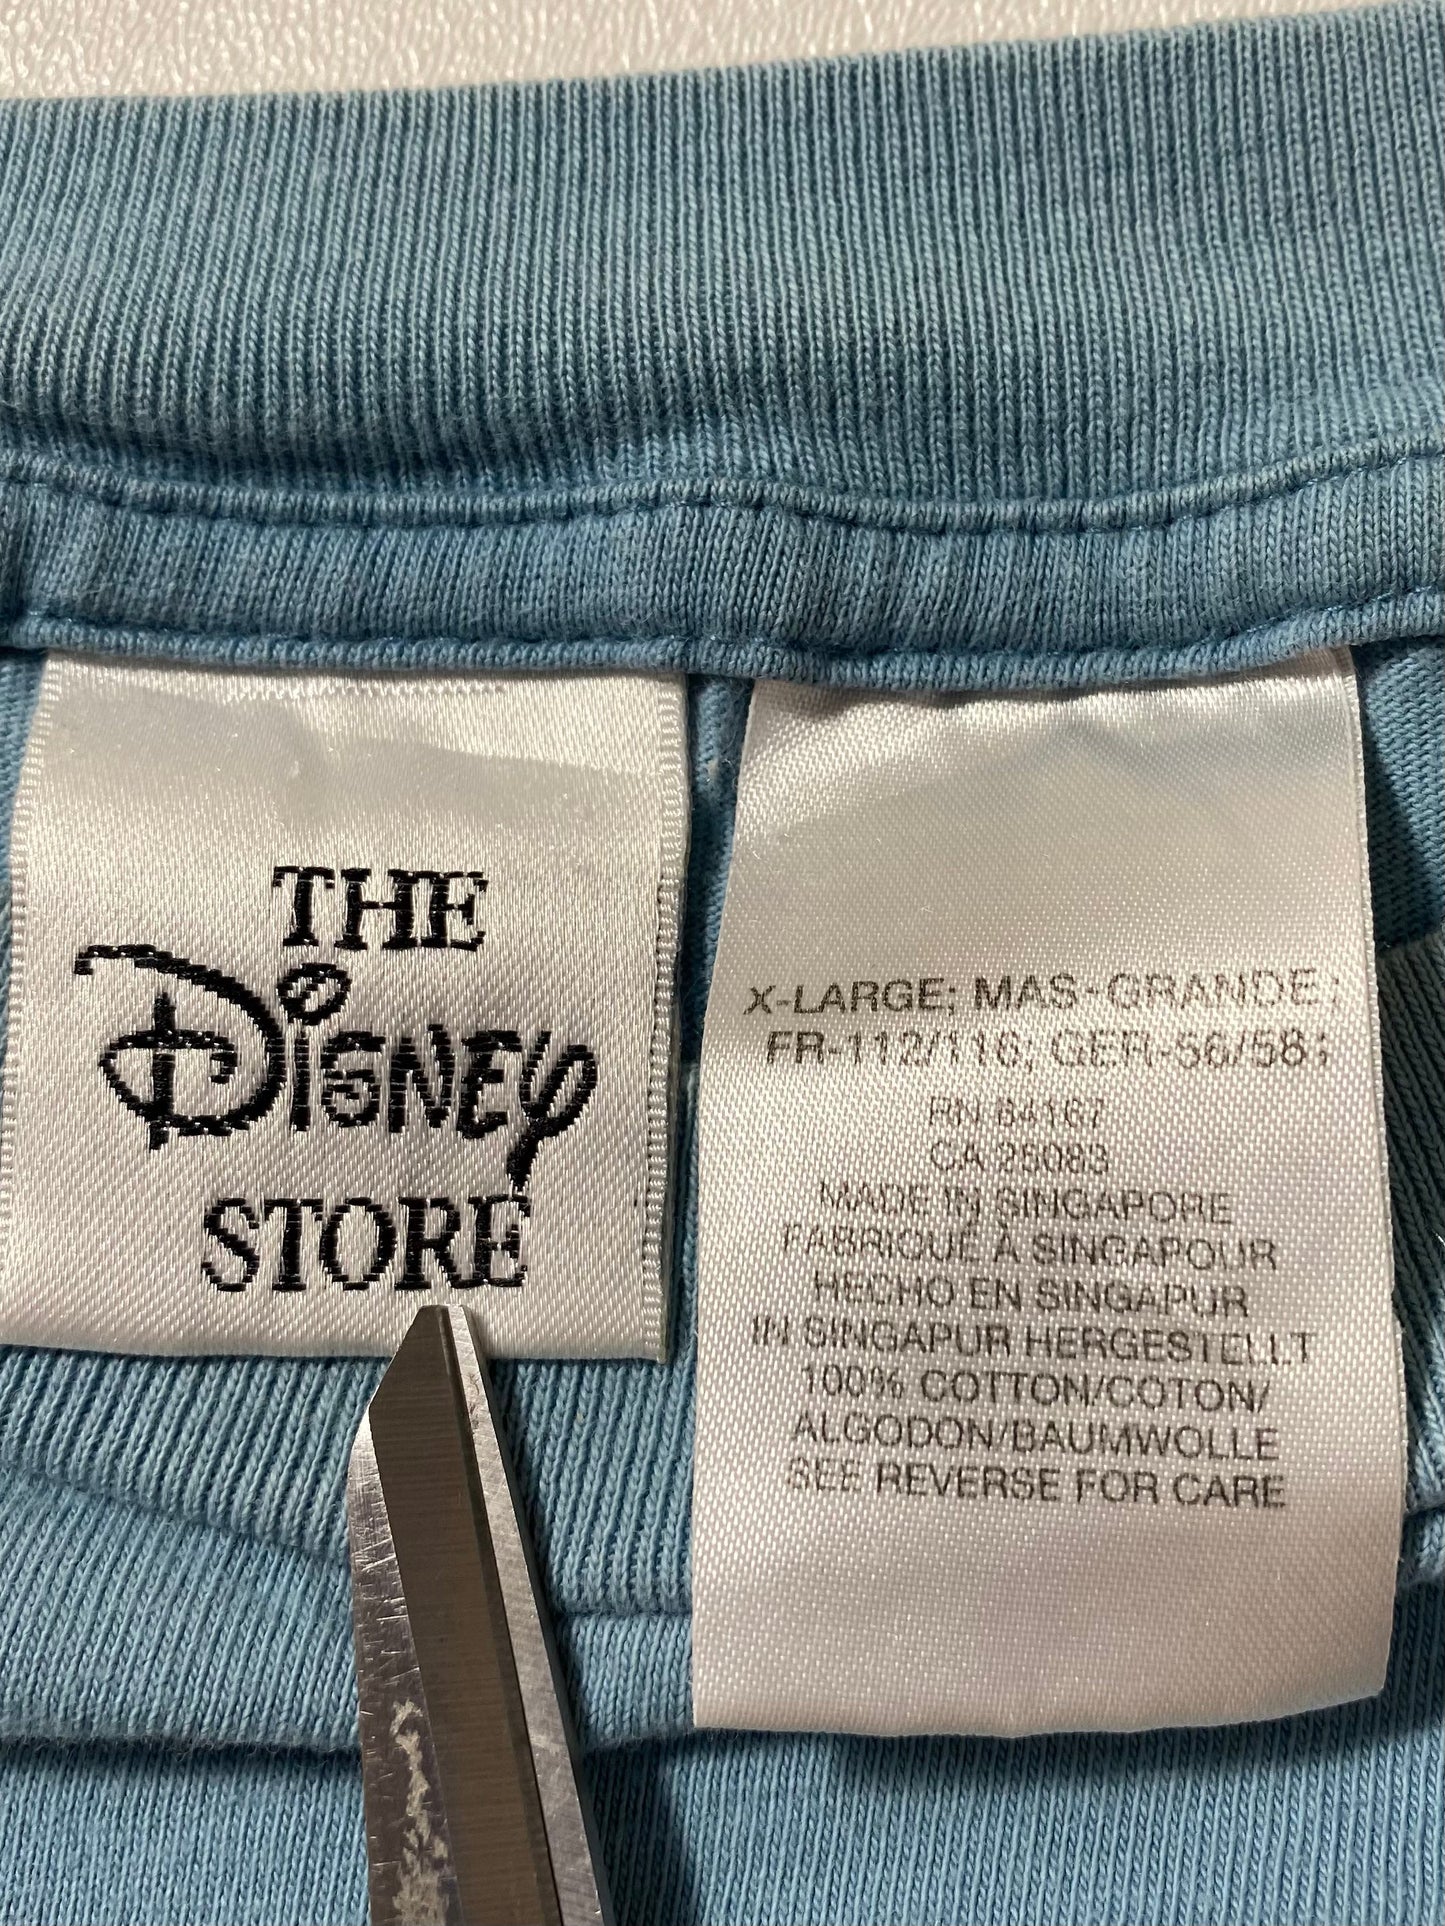 THE
DISNEY
STORE
X-LARGE; MAS-GRANDE;
FR-112/116; GER-56/58;
RN 64167
CA 25083
MADE IN SINGAPORE
FABRIQUÉ À SINGAPOUR
HECHO EN SINGAPUR
IN SINGAPUR HERGESTELLT
100% COTTON/COTON/
ALGODON/BAUMWOLLE
SEE REVERSE FOR CARE